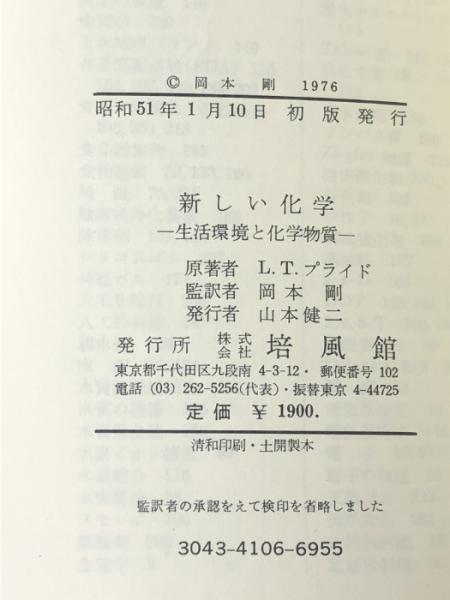 © 岡本 剛 1976
昭和51年1月10日 初版発行
新しい化学
―生活環境と化学物質―
原著者 L.T.プライド
監訳者 岡本 剛
発行者 山本健二
発行所 株式会社 培風館
東京都千代田区九段南 4-3-12・郵便番号 102
電話 (03) 262-5256(代表)・振替東京 4-44725
定価 ¥ 1900.
清和印刷・土開製本
監訳者の承認をえて検印を省略しました
3043-4106-6955